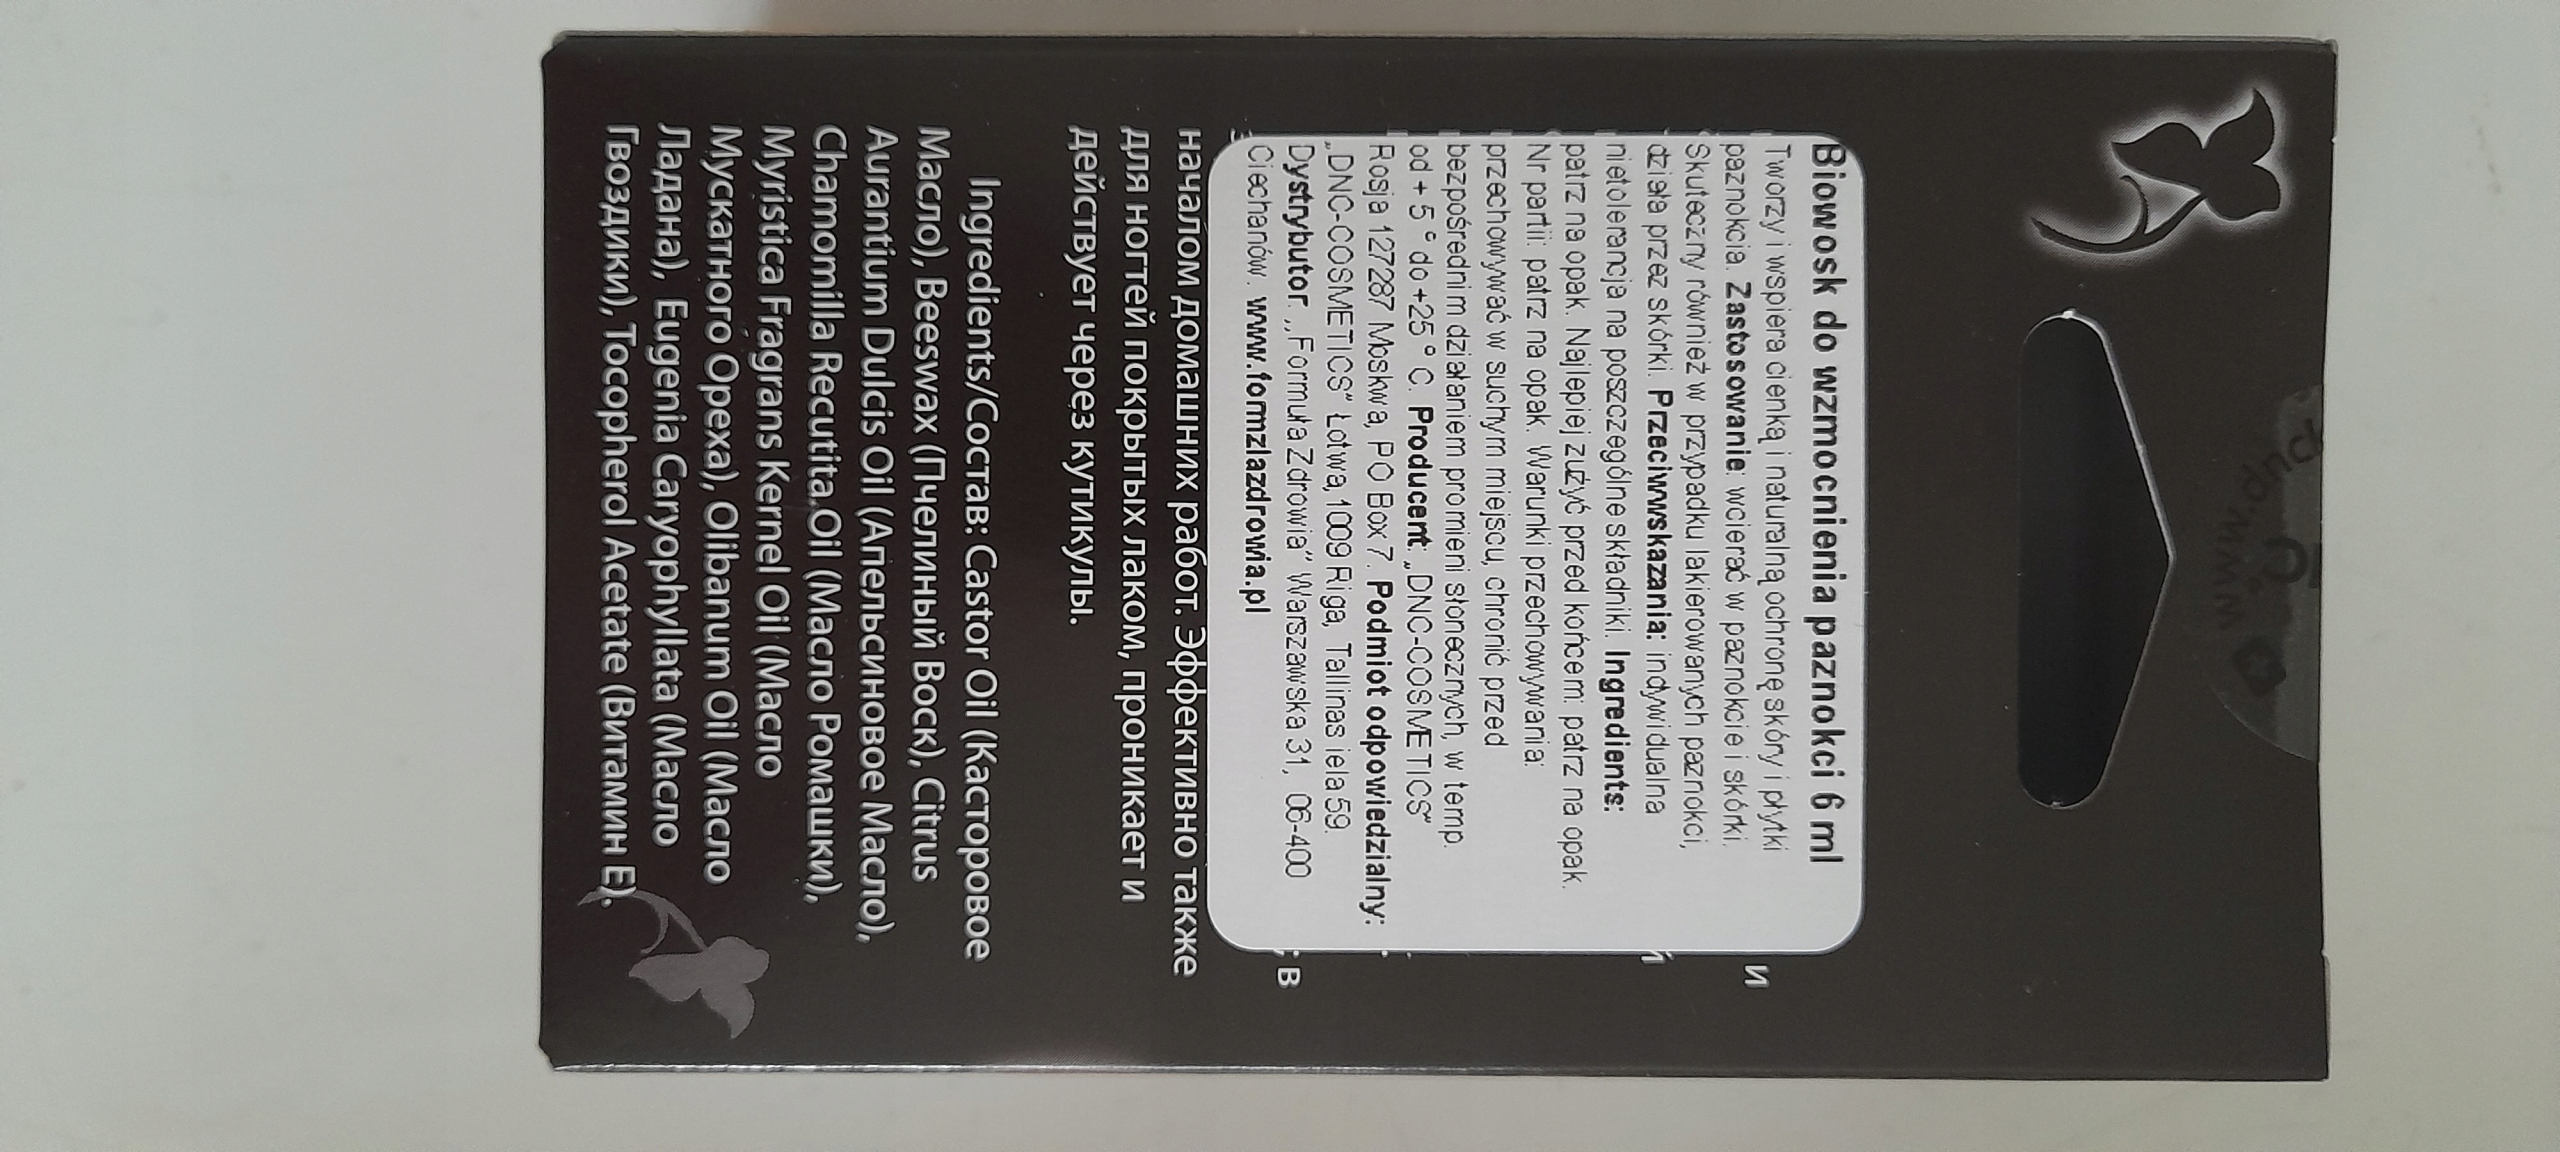 Biowosk do wzmocnienia paznokci 6 ml
Tworzy i wspiera cienką i naturalną ochronę skóry i płytki
paznokcia. Zastosowanie: wcierać w paznokcie i skórki.
Skuteczny również w przypadku lakierowanych paznokci,
działa przez skórki. Przeciwwskazania: indywidualna
nietolerancja na poszczególne składniki. Ingredients:
patrz na opak. Najlepiej zużyć przed końcem: patrz na opak.
Nr partii: patrz na opak. Warunki przechowywania:
przechowywać w suchym miejscu, chronić przed
bezpośrednim działaniem promieni słonecznych, w temp.
od + 5 ° do +25 ° C. Producent: „DNC-COSMETICS”
Rosja 127287 Moskwa, PO Box 7. Podmiot odpowiedzialny:
„DNC-COSMETICS” Łotwa, 1009 Riga, Tallinas iela 59.
Dystrybutor: ,,Formuła Zdrowia” Warszawska 31, 06-400
Ciechanów. www.fomzlazdrowia.pl
и
й
; в
началом домашних работ. Эффективно также
для ногтей покрытых лаком, проникает и
действует через кутикулы.
Ingredients/Состав: Castor Oil (Касторовое
Масло), Beeswax (Пчелиный Воск), Citrus
Aurantium Dulcis Oil (Апельсиновое Масло),
Chamomilla Recutita Oil (Масло Ромашки),
Myristica Fragrans Kernel Oil (Масло
Мускатного Ореха), Olibanum Oil (Масло
Ладана), Eugenia Caryophyllata (Масло
Гвоздики), Tocopherol Acetate (Витамин Е).